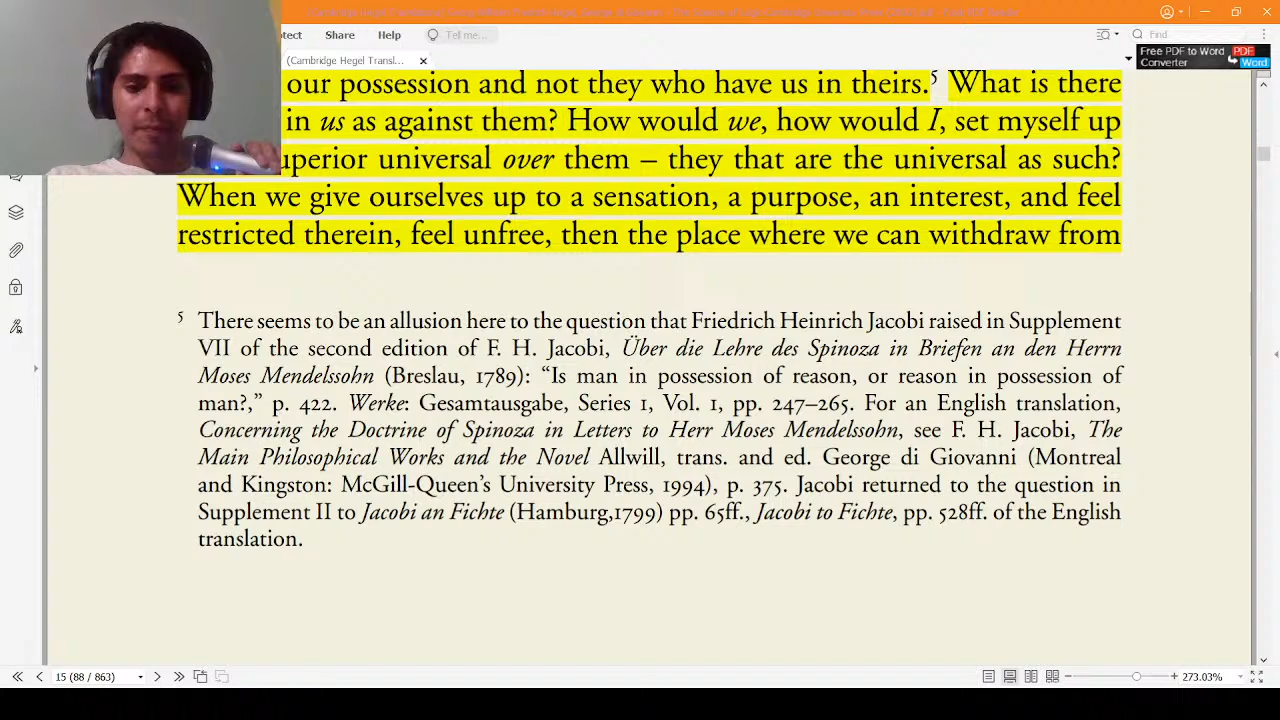 otect Share Help Tell me... Find
(Cambridge Hegel Transl...
Free PDF to Word Converter PDF Word
our possession and not they who have us in theirs.⁵ What is there
in us as against them? How would we, how would I, set myself up
uperior universal over them – they that are the universal as such?
When we give ourselves up to a sensation, a purpose, an interest, and feel
restricted therein, feel unfree, then the place where we can withdraw from
⁵ There seems to be an allusion here to the question that Friedrich Heinrich Jacobi raised in Supplement
VII of the second edition of F. H. Jacobi, Über die Lehre des Spinoza in Briefen an den Herrn
Moses Mendelssohn (Breslau, 1789): “Is man in possession of reason, or reason in possession of
man?,” p. 422. Werke: Gesamtausgabe, Series 1, Vol. 1, pp. 247–265. For an English translation,
Concerning the Doctrine of Spinoza in Letters to Herr Moses Mendelssohn, see F. H. Jacobi, The
Main Philosophical Works and the Novel Allwill, trans. and ed. George di Giovanni (Montreal
and Kingston: McGill-Queen’s University Press, 1994), p. 375. Jacobi returned to the question in
Supplement II to Jacobi an Fichte (Hamburg,1799) pp. 65ff., Jacobi to Fichte, pp. 528ff. of the English
translation.
15 (88 / 863) 273.03%